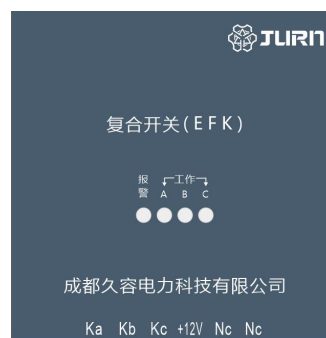 JURN
复合开关(EFK)
报 工作
警 A B C
成都久容电力科技有限公司
Ka Kb Kc +12V Nc Nc